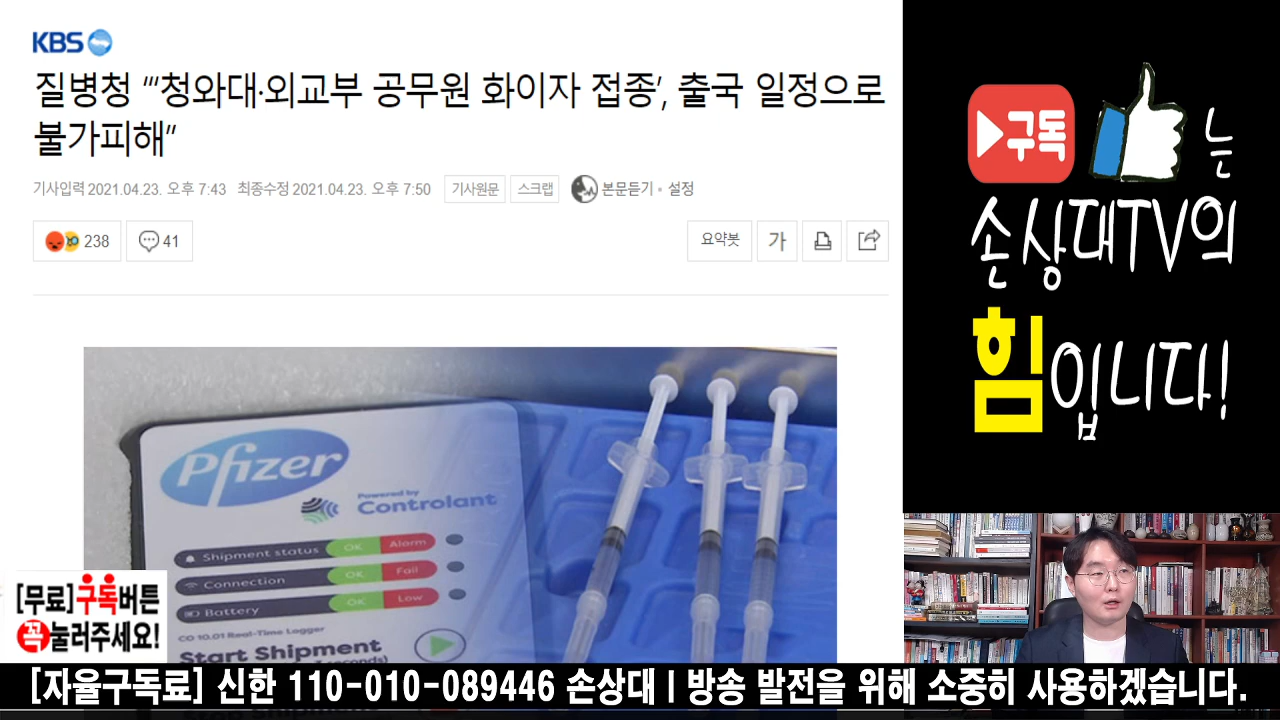 KBS
질병청 “‘청와대·외교부 공무원 화이자 접종’, 출국 일정으로
불가피해”
기사입력 2021.04.23. 오후 7:43 최종수정 2021.04.23. 오후 7:50 기사원문 스크랩 본문듣기 설정
238 41 요약봇 가
Pfizer
Powered by
Controlant
Shipment status OK Alarm
Connection OK Fail
Battery OK Low
CO 10.01 Real-Time Logger
Start Shipment
구독 는
손상대TV의
힘입니다!
[무료]구독버튼
꼭 눌러주세요!
[자율구독료] 신한 110-010-089446 손상대 | 방송 발전을 위해 소중히 사용하겠습니다.